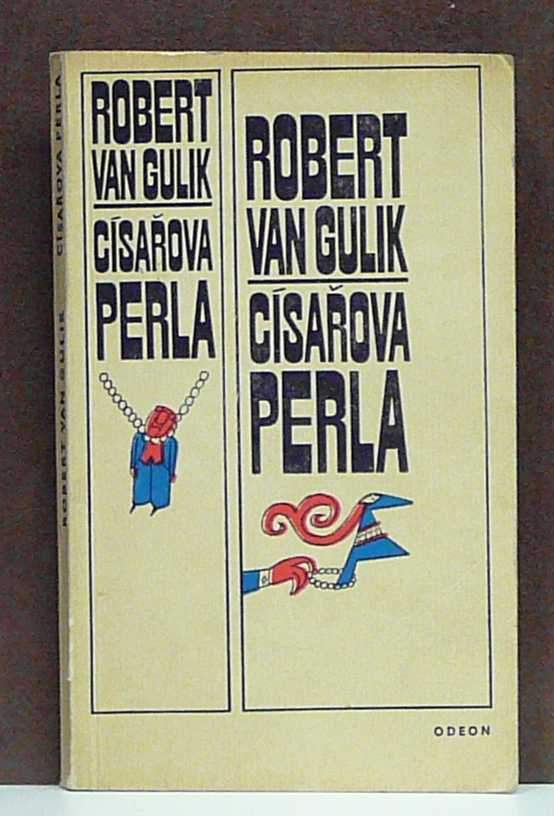 CÍSAŘOVA PERLA
ROBERT VAN GULIK
ROBERT
VAN GULIK
CÍSAŘOVA
PERLA
ROBERT
VAN GULIK
CÍSAŘOVA
PERLA
ODEON